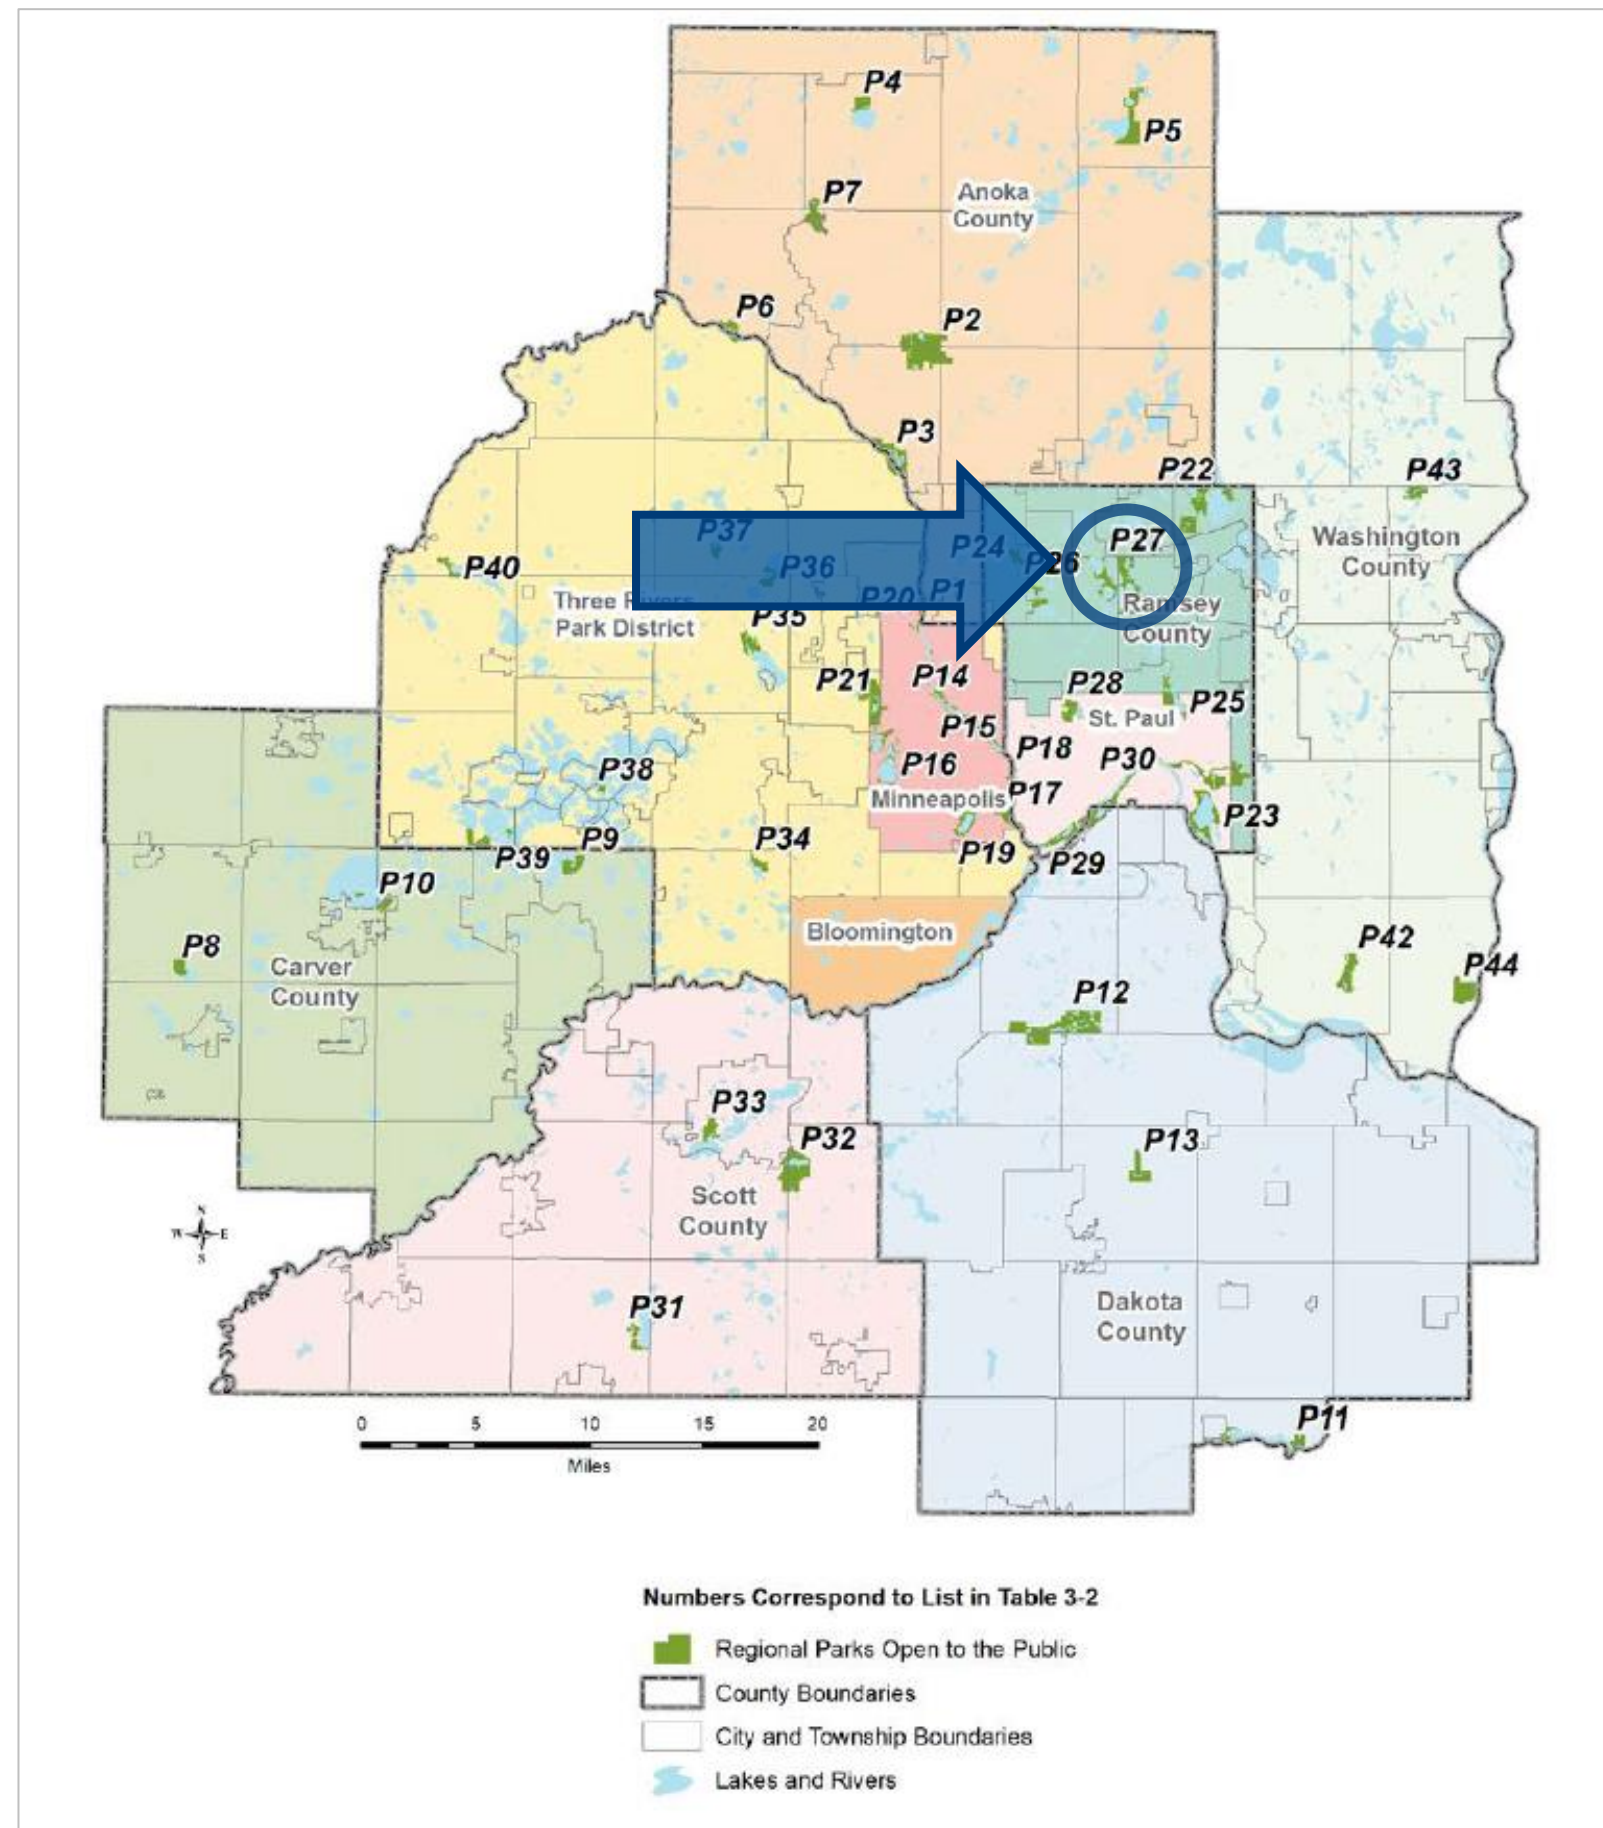 P4
P5
P7
Anoka
County
P6
P2
P3
P22
P43
P37
P24
P27
Washington
County
P40
P36
P26
P20
P1
Three Rivers
Park District
P35
Ramsey
County
P21
P14
P28
P25
St. Paul
P15
P18
P30
P16
P38
Minneapolis
P17
P23
P34
P9
P39
P19
P29
P10
Bloomington
P8
Carver
County
P42
P44
P12
P33
P32
P13
Scott
County
N
W
E
S
P31
Dakota
County
P11
0 5 10 15 20
Miles
Numbers Correspond to List in Table 3-2
Regional Parks Open to the Public
County Boundaries
City and Township Boundaries
Lakes and Rivers